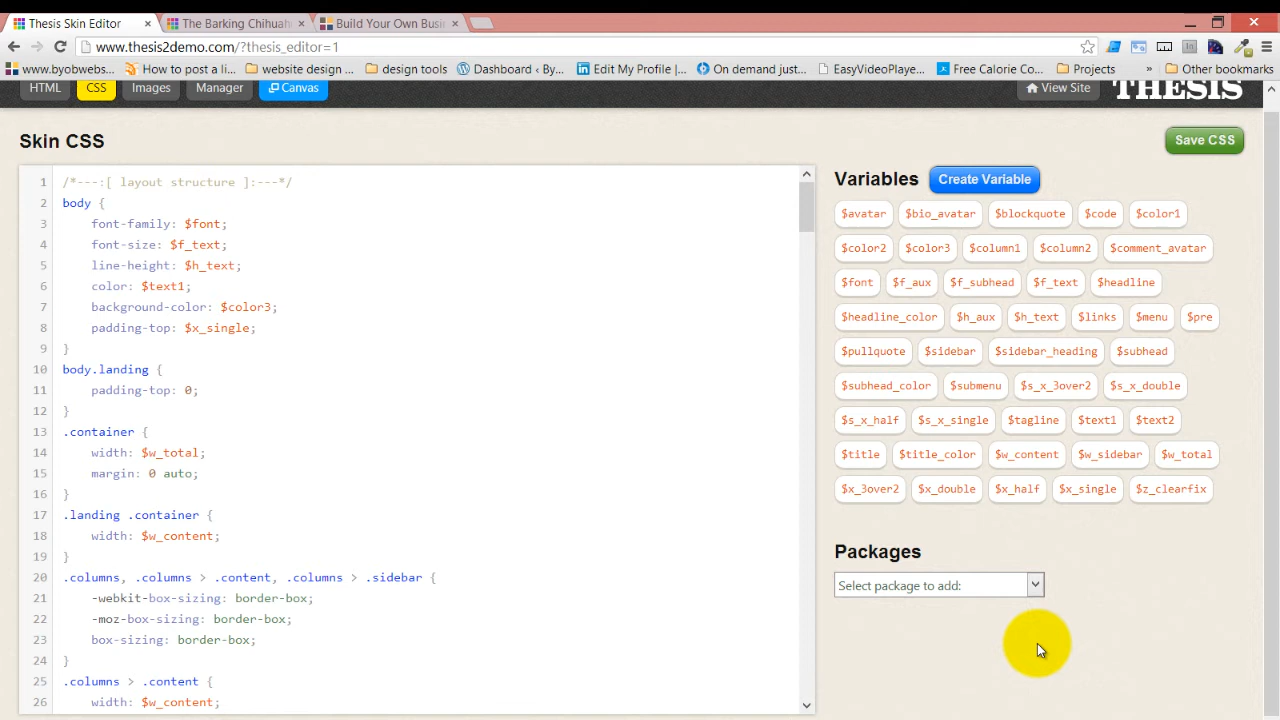 Thesis Skin Editor × The Barking Chihuah × Build Your Own Busin ×
www.thesis2demo.com/?thesis_editor=1
www.byobwebs... How to post a li... website design ... design tools Dashboard ‹ By... Edit My Profile |... On demand just... EasyVideoPlaye... Free Calorie Co... Projects » Other bookmarks
HTML CSS Images Manager Canvas View Site THESIS
Skin CSS
Save CSS
1 /*---:[ layout structure ]:---*/
2 body {
3 font-family: $font;
4 font-size: $f_text;
5 line-height: $h_text;
6 color: $text1;
7 background-color: $color3;
8 padding-top: $x_single;
9 }
10 body.landing {
11 padding-top: 0;
12 }
13 .container {
14 width: $w_total;
15 margin: 0 auto;
16 }
17 .landing .container {
18 width: $w_content;
19 }
20 .columns, .columns > .content, .columns > .sidebar {
21 -webkit-box-sizing: border-box;
22 -moz-box-sizing: border-box;
23 box-sizing: border-box;
24 }
25 .columns > .content {
26 width: $w_content;
Variables Create Variable
$avatar $bio_avatar $blockquote $code $color1
$color2 $color3 $column1 $column2 $comment_avatar
$font $f_aux $f_subhead $f_text $headline
$headline_color $h_aux $h_text $links $menu $pre
$pullquote $sidebar $sidebar_heading $subhead
$subhead_color $submenu $s_x_3over2 $s_x_double
$s_x_half $s_x_single $tagline $text1 $text2
$title $title_color $w_content $w_sidebar $w_total
$x_3over2 $x_double $x_half $x_single $z_clearfix
Packages
Select package to add: